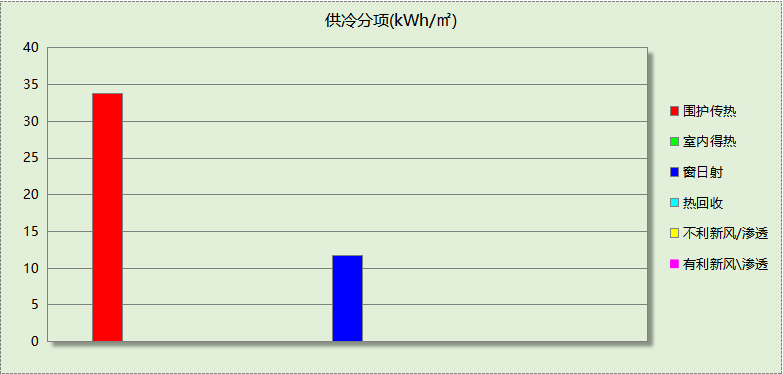 供冷分项(kWh/㎡)
40
35
30
25
20
15
10
5
0
围护传热
室内得热
窗日射
热回收
不利新风/渗透
有利新风\渗透